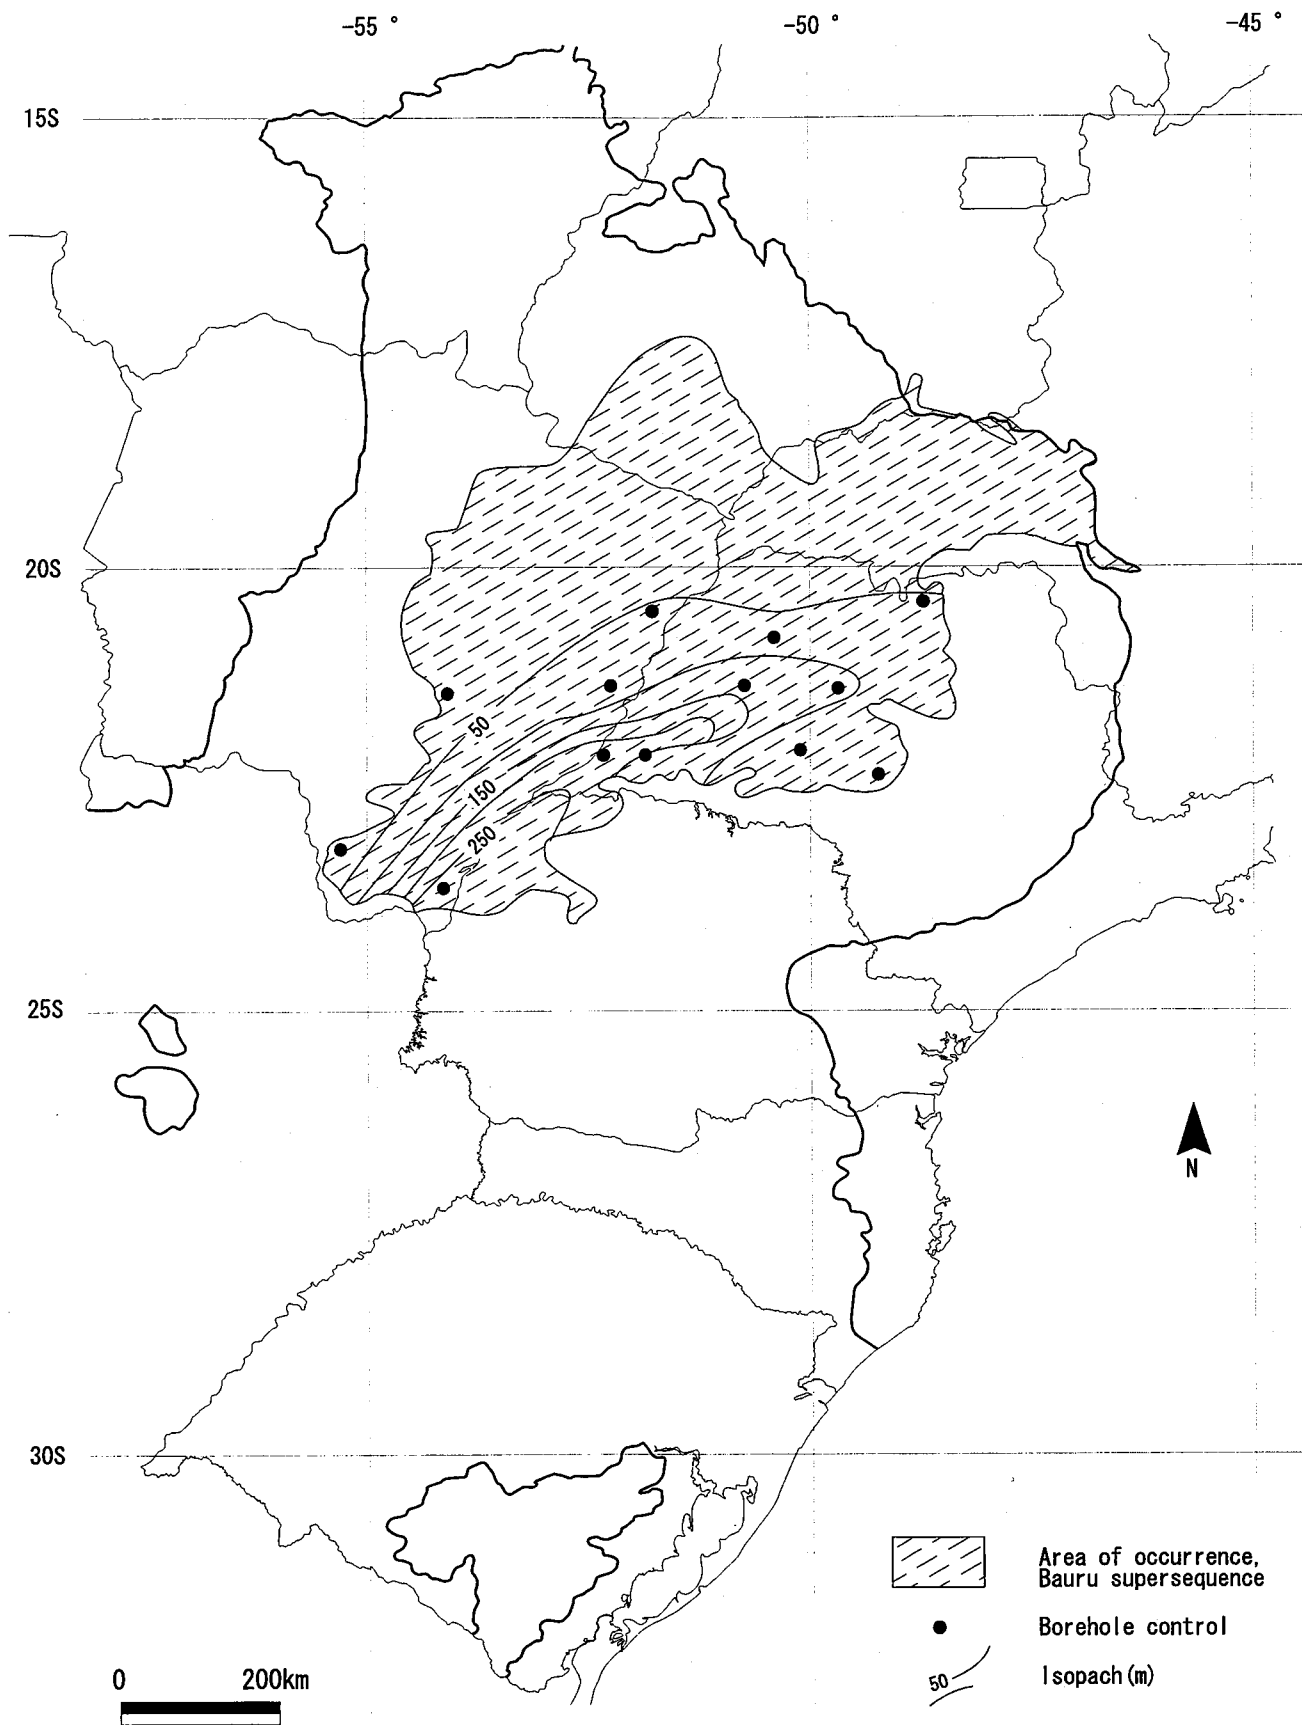 -55 °
-50 °
-45 °
15S
20S
50
150
250
25S
N
30S
Area of occurrence,
Bauru supersequence
Borehole control
50
Isopach (m)
0
200km